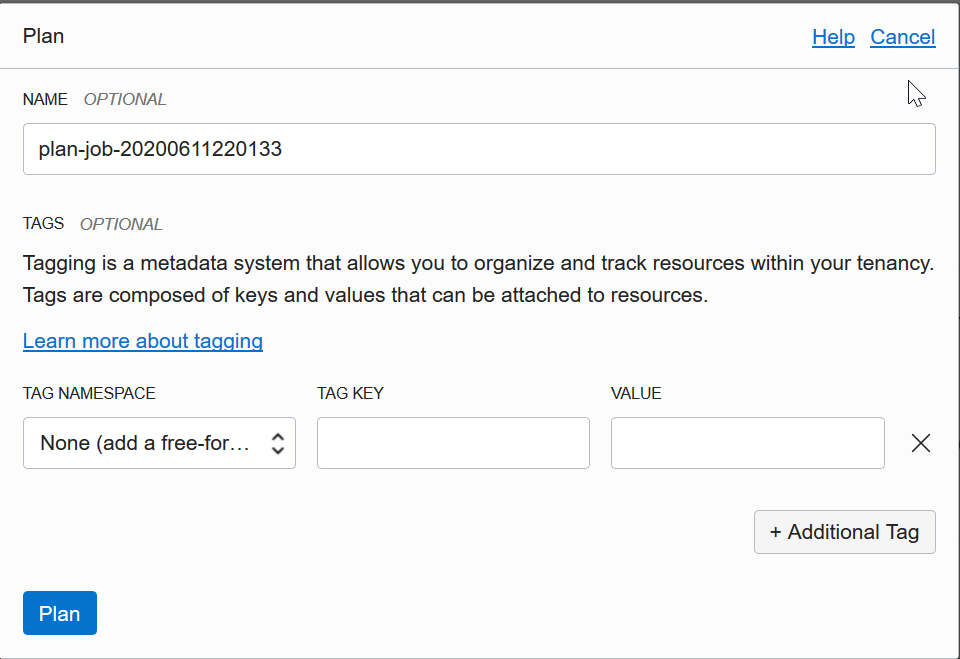 Plan
Help Cancel
NAME OPTIONAL
plan-job-20200611220133
TAGS OPTIONAL
Tagging is a metadata system that allows you to organize and track resources within your tenancy.
Tags are composed of keys and values that can be attached to resources.
Learn more about tagging
TAG NAMESPACE TAG KEY VALUE
None (add a free-for...
+ Additional Tag
Plan